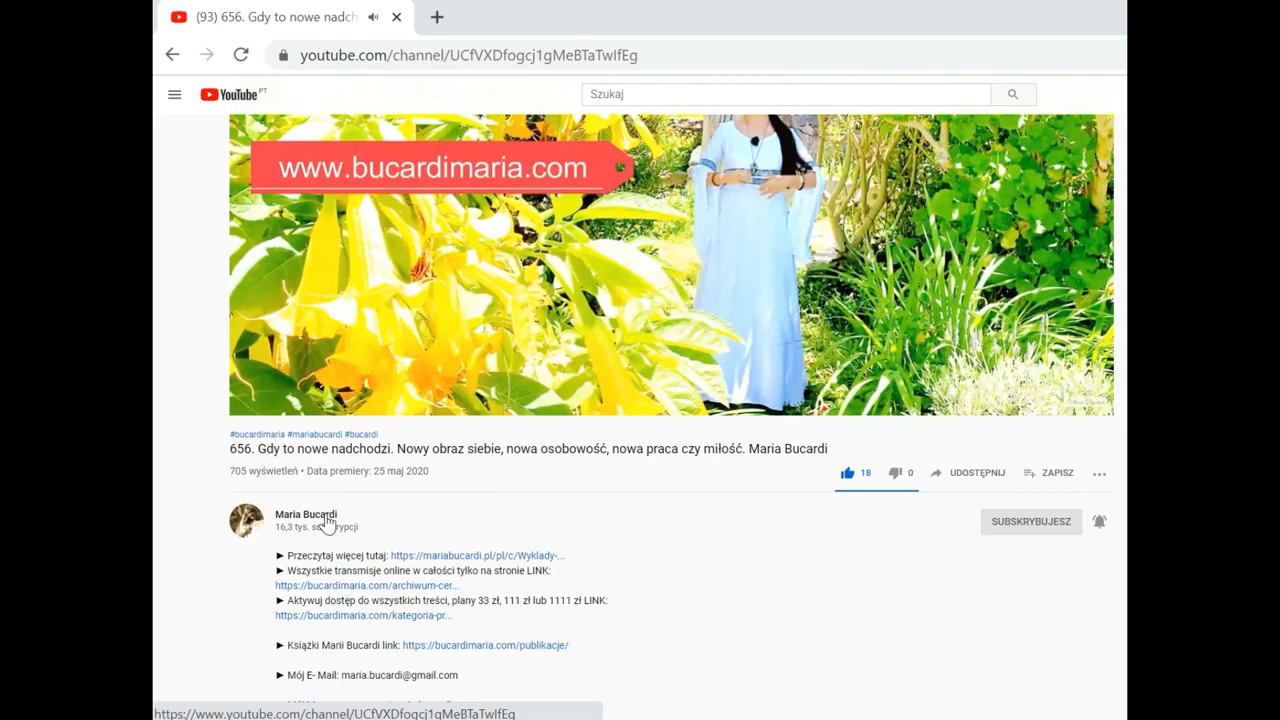 (93) 656. Gdy to nowe nadch
youtube.com/channel/UCfVXDfogcj1gMeBTaTwIfEg
YouTube PT
Szukaj
www.bucardimaria.com
#bucardimaria #mariabucardi #bucardi
656. Gdy to nowe nadchodzi. Nowy obraz siebie, nowa osobowość, nowa praca czy miłość. Maria Bucardi
705 wyświetleń • Data premiery: 25 maj 2020
18 0 UDOSTĘPNIJ ZAPISZ
Maria Bucardi
16,3 tys.
SUBSKRYBUJESZ
► Przeczytaj więcej tutaj: https://mariabucardi.pl/pl/c/Wyklady-...
► Wszystkie transmisje online w całości tylko na stronie LINK:
https://bucardimaria.com/archiwum-cer...
► Aktywuj dostęp do wszystkich treści, plany 33 zł, 111 zł lub 1111 zł LINK:
https://bucardimaria.com/kategoria-pr...
► Książki Marii Bucardi link: https://bucardimaria.com/publikacje/
► Mój E- Mail: maria.bucardi@gmail.com
https://www.youtube.com/channel/UCfVXDfogcj1gMeBTaTwIfEg